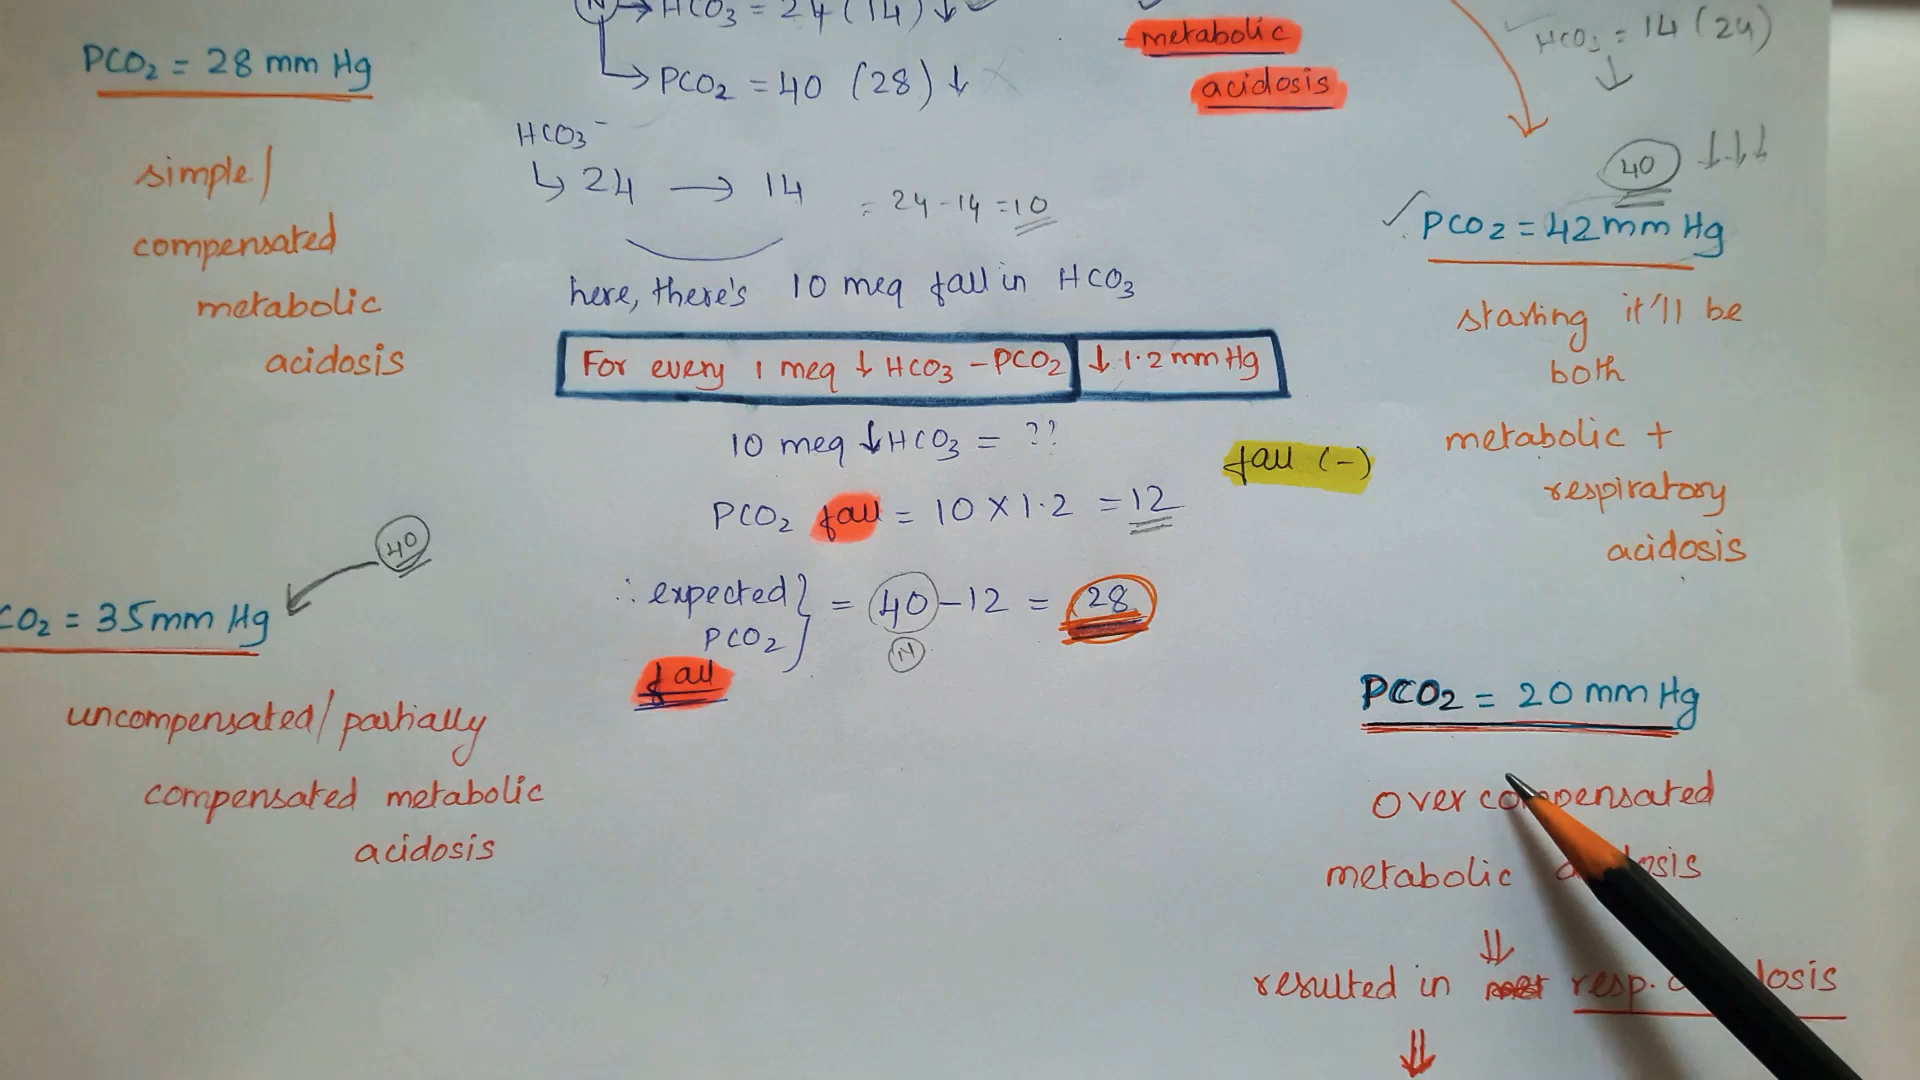 HCO3 = 24 (14) ↓
PCO2 = 40 (28) ↓
metabolic
acidosis
HCO3 = 14 (24)
↓
PCO2 = 28 mm Hg
simple/
compensated
metabolic
acidosis
HCO3⁻
↳ 24 → 14 = 24-14 = 10
here, there's 10 meq fall in HCO3
For every 1 meq ↓ HCO3 - PCO2 ↓ 1.2 mm Hg
10 meq ↓ HCO3 = ??
fall (-)
PCO2 fall = 10 X 1.2 = 12
∴ expected } = 40 - 12 = 28
PCO2
N
fall
40 ↓↓↓
PCO2 = 42 mm Hg
starting it'll be
both
metabolic +
respiratory
acidosis
40
CO2 = 35 mm Hg
uncompensated/partially
compensated metabolic
acidosis
PCO2 = 20 mm Hg
over compensated
metabolic
⇓
resulted in resp.
⇓